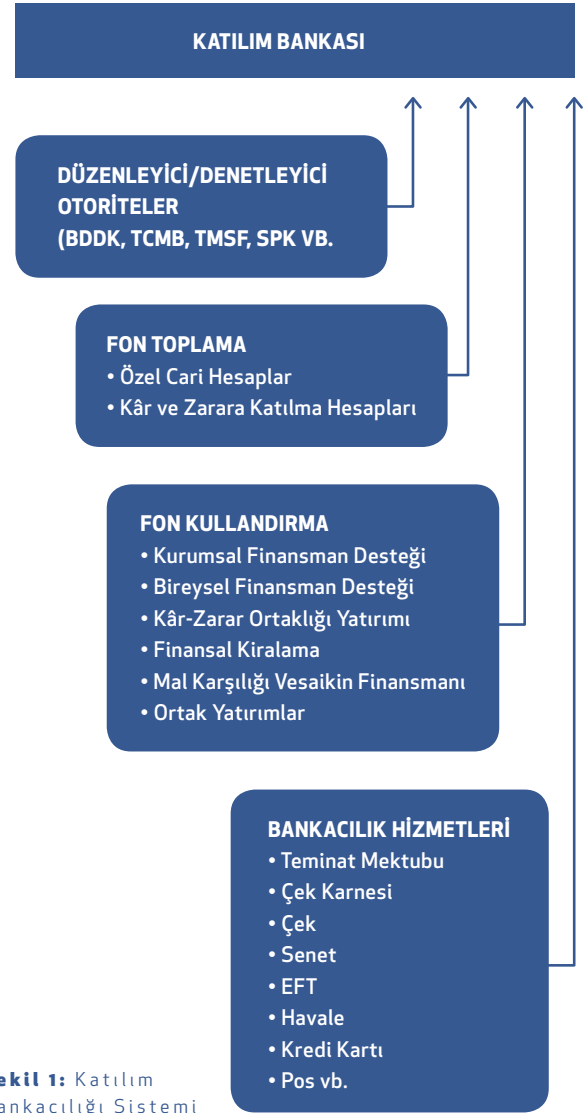 KATILIM BANKASI
DÜZENLEYİCİ/DENETLEYİCİ
OTORİTELER
(BDDK, TCMB, TMSF, SPK VB.
FON TOPLAMA
• Özel Cari Hesaplar
• Kâr ve Zarara Katılma Hesapları
FON KULLANDIRMA
• Kurumsal Finansman Desteği
• Bireysel Finansman Desteği
• Kâr-Zarar Ortaklığı Yatırımı
• Finansal Kiralama
• Mal Karşılığı Vesaikin Finansmanı
• Ortak Yatırımlar
BANKACILIK HİZMETLERİ
• Teminat Mektubu
• Çek Karnesi
• Çek
• Senet
• EFT
• Havale
• Kredi Kartı
• Pos vb.
ekil 1: Katılım
ankacılığı Sistemi